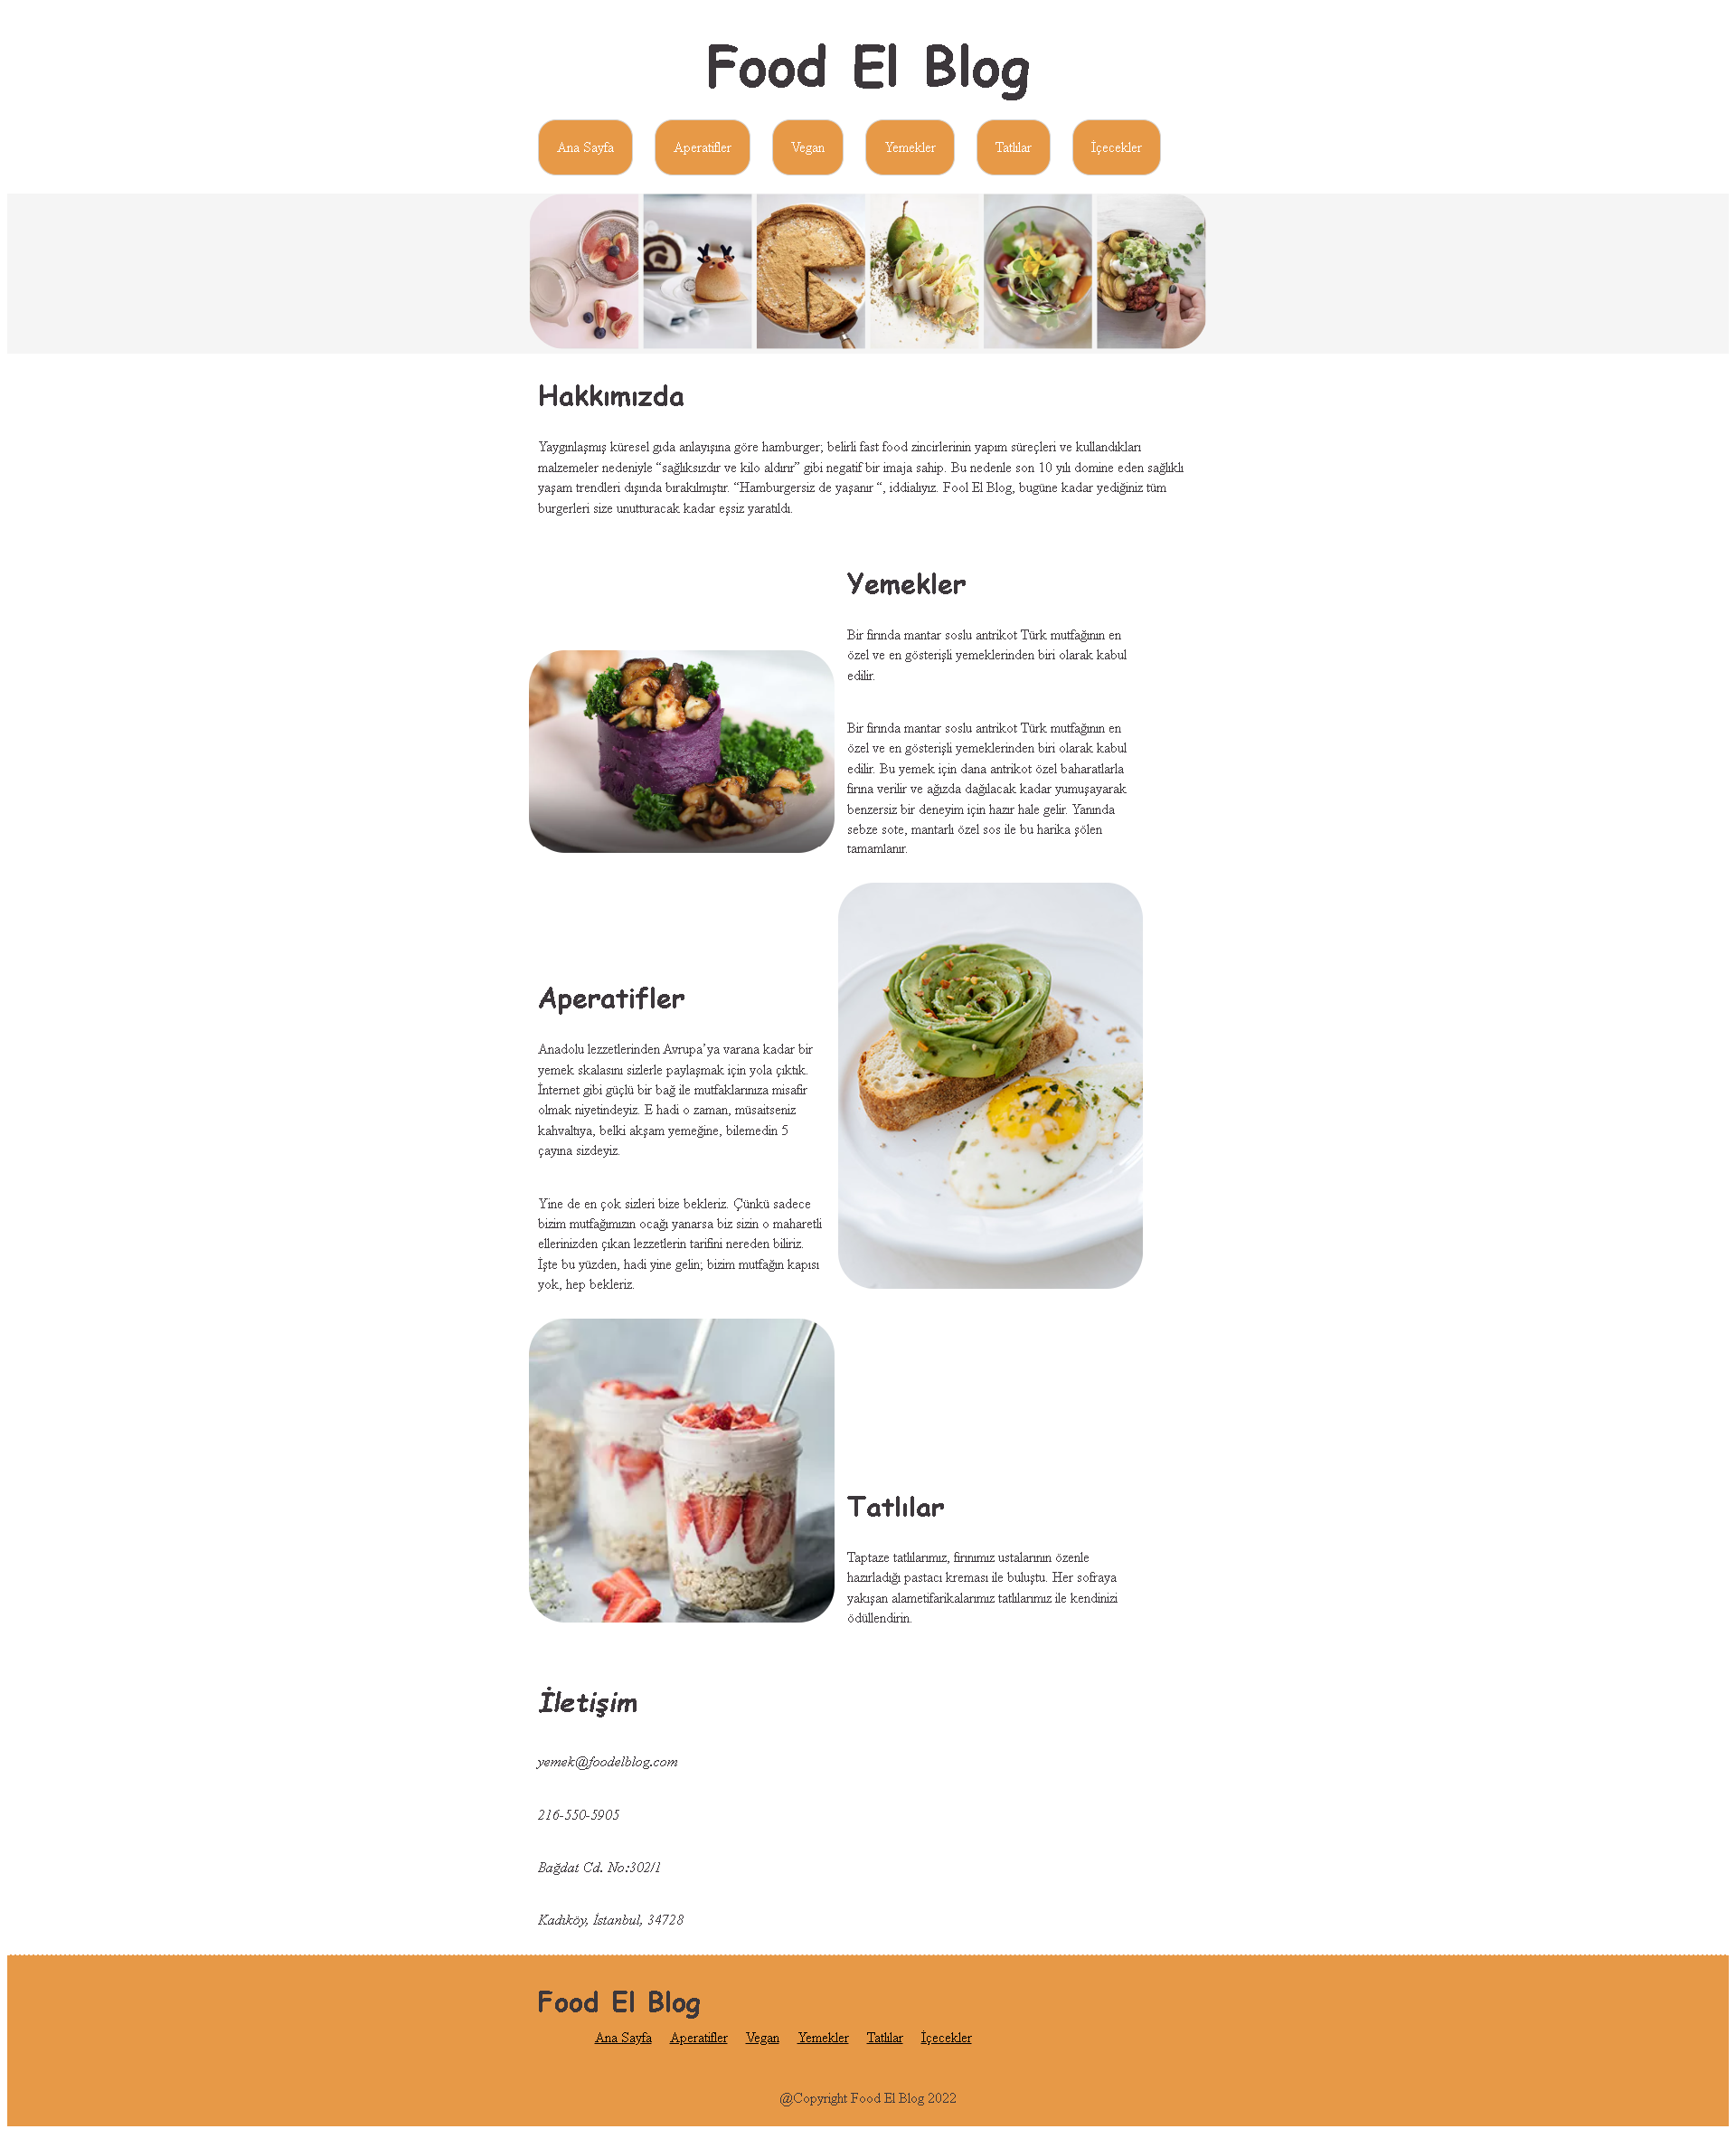 Food El Blog
Ana Sayfa
Aperatifler
Vegan
Yemekler
Tatlılar
İçecekler
Hakkımızda
Yaygınlaşmış küresel gıda anlayışına göre hamburger; belirli fast food zincirlerinin yapım süreçleri ve kullandıkları
malzemeler nedeniyle “sağlıksızdır ve kilo aldırır” gibi negatif bir imaja sahip. Bu nedenle son 10 yılı domine eden sağlıklı
yaşam trendleri dışında bırakılmıştır. “Hamburgersiz de yaşanır “, iddialıyız. Fool El Blog, bugüne kadar yediğiniz tüm
burgerleri size unutturacak kadar eşsiz yaratıldı.
Yemekler
Bir fırında mantar soslu antrikot Türk mutfağının en
özel ve en gösterişli yemeklerinden biri olarak kabul
edilir.
Bir fırında mantar soslu antrikot Türk mutfağının en
özel ve en gösterişli yemeklerinden biri olarak kabul
edilir. Bu yemek için dana antrikot özel baharatlarla
fırına verilir ve ağızda dağılacak kadar yumuşayarak
benzersiz bir deneyim için hazır hale gelir. Yanında
sebze sote, mantarlı özel sos ile bu harika şölen
tamamlanır.
Aperatifler
Anadolu lezzetlerinden Avrupa’ya varana kadar bir
yemek skalasını sizlerle paylaşmak için yola çıktık.
İnternet gibi güçlü bir bağ ile mutfaklarınıza misafir
olmak niyetindeyiz. E hadi o zaman, müsaitseniz
kahvaltıya, belki akşam yemeğine, bilemedin 5
çayına sizdeyiz.
Yine de en çok sizleri bize bekleriz. Çünkü sadece
bizim mutfağımızın ocağı yanarsa biz sizin o maharetli
ellerinizden çıkan lezzetlerin tarifini nereden biliriz.
İşte bu yüzden, hadi yine gelin; bizim mutfağın kapısı
yok, hep bekleriz.
Tatlılar
Taptaze tatlılarımız, fırınımız ustalarının özenle
hazırladığı pastacı kreması ile buluştu. Her sofraya
yakışan alametifarikalarımız tatlılarımız ile kendinizi
ödüllendirin.
İletişim
yemek@foodelblog.com
216-550-5905
Bağdat Cd. No:302/1
Kadıköy, İstanbul, 34728
Food El Blog
Ana Sayfa Aperatifler Vegan Yemekler Tatlılar İçecekler
@Copyright Food El Blog 2022